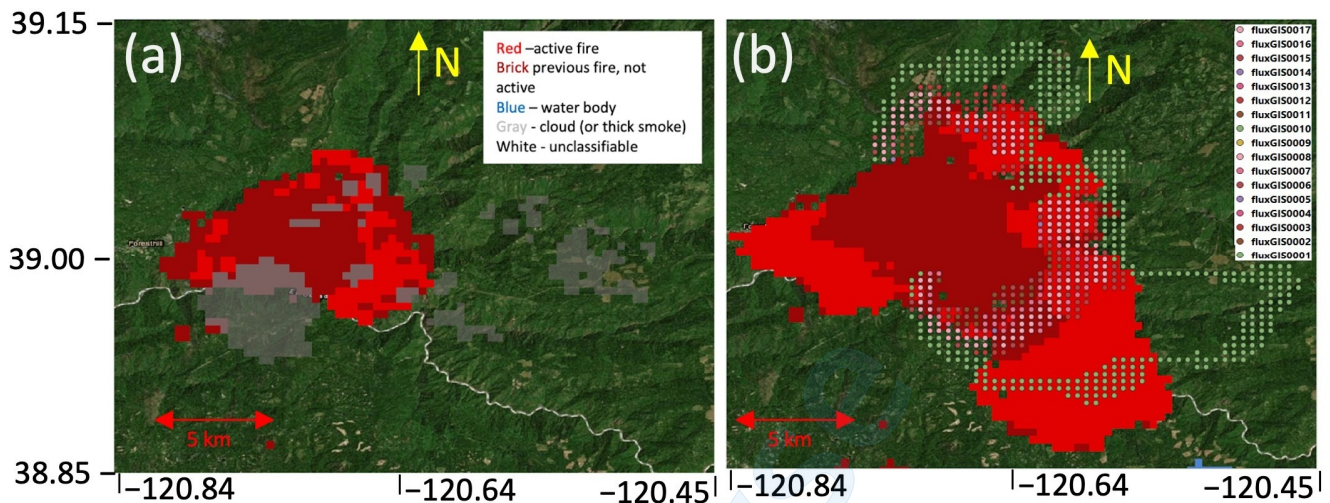 39.15
39.00
38.85
(a)
N
Red –active fire
Brick previous fire, not
active
Blue – water body
Gray - cloud (or thick smoke)
White - unclassifiable
Foresthill
5 km
–120.84
–120.64
–120.45
(b)
N
fluxGIS0017
fluxGIS0016
fluxGIS0015
fluxGIS0014
fluxGIS0013
fluxGIS0012
fluxGIS0011
fluxGIS0010
fluxGIS0009
fluxGIS0008
fluxGIS0007
fluxGIS0006
fluxGIS0005
fluxGIS0004
fluxGIS0003
fluxGIS0002
fluxGIS0001
5 km
–120.84
–120.64
–120.45